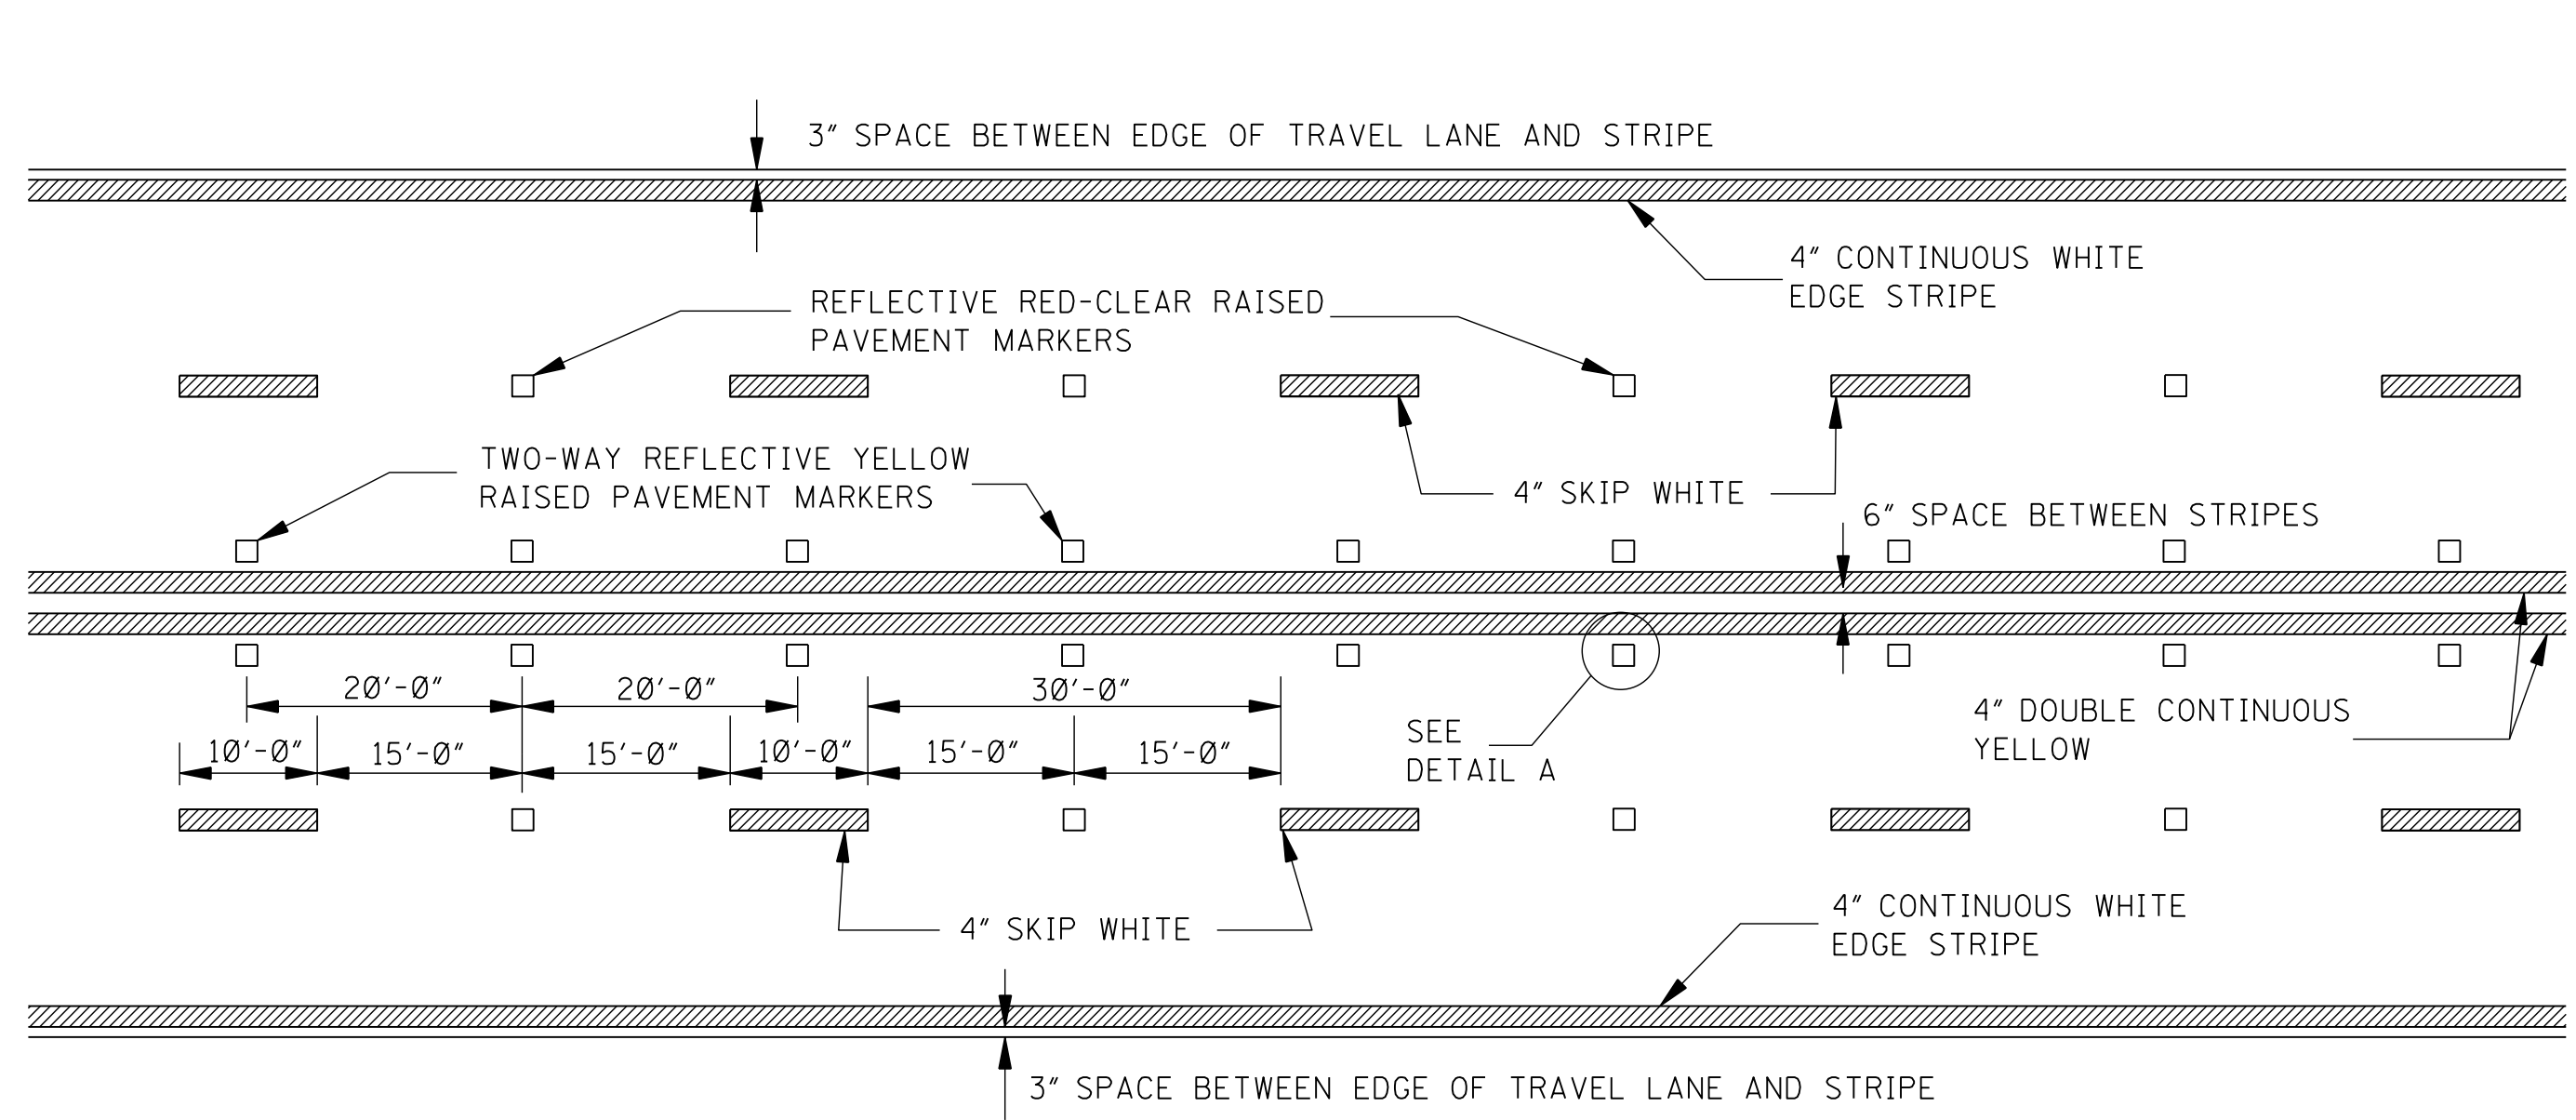 3" SPACE BETWEEN EDGE OF TRAVEL LANE AND STRIPE
4" CONTINUOUS WHITE
EDGE STRIPE
REFLECTIVE RED-CLEAR RAISED
PAVEMENT MARKERS
TWO-WAY REFLECTIVE YELLOW
RAISED PAVEMENT MARKERS
4" SKIP WHITE
6" SPACE BETWEEN STRIPES
20'-0"
20'-0"
30'-0"
10'-0"
15'-0"
15'-0"
10'-0"
15'-0"
15'-0"
SEE
DETAIL A
4" DOUBLE CONTINUOUS
YELLOW
4" SKIP WHITE
4" CONTINUOUS WHITE
EDGE STRIPE
3" SPACE BETWEEN EDGE OF TRAVEL LANE AND STRIPE